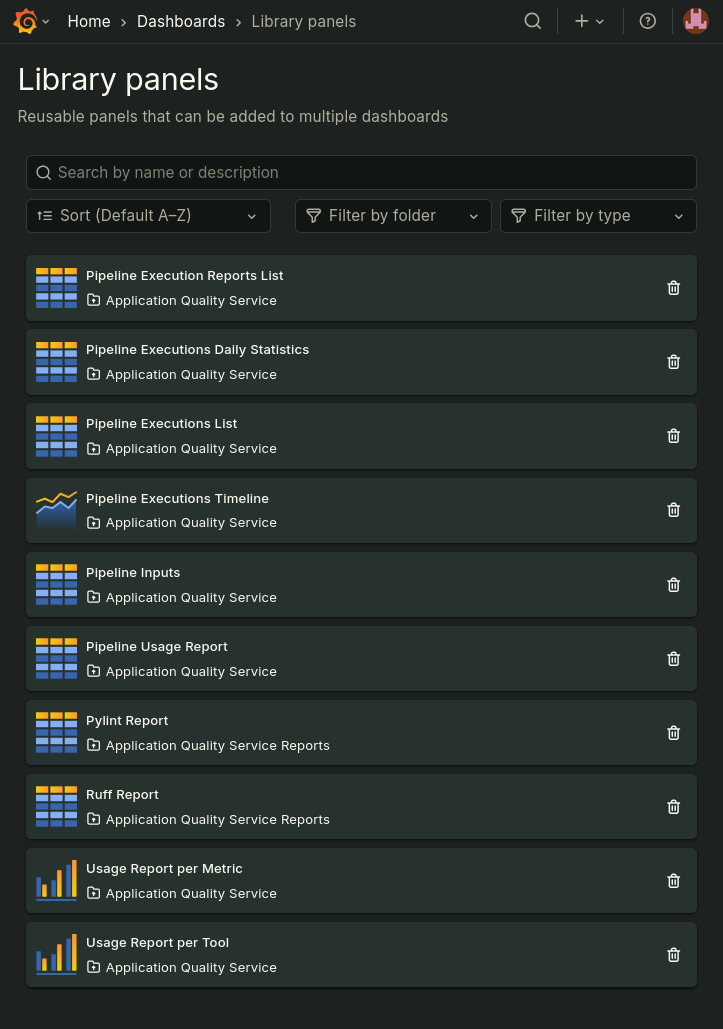 Home › Dashboards › Library panels
Library panels
Reusable panels that can be added to multiple dashboards
Search by name or description
Sort (Default A–Z) Filter by folder Filter by type
Pipeline Execution Reports List
Application Quality Service
Pipeline Executions Daily Statistics
Application Quality Service
Pipeline Executions List
Application Quality Service
Pipeline Executions Timeline
Application Quality Service
Pipeline Inputs
Application Quality Service
Pipeline Usage Report
Application Quality Service
Pylint Report
Application Quality Service Reports
Ruff Report
Application Quality Service Reports
Usage Report per Metric
Application Quality Service
Usage Report per Tool
Application Quality Service